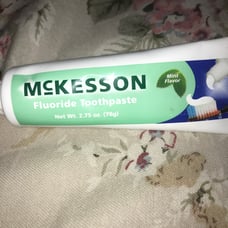 McKESSON
Mint
Flavor
Fluoride Toothpaste
Net Wt. 2.75 oz. (78g)